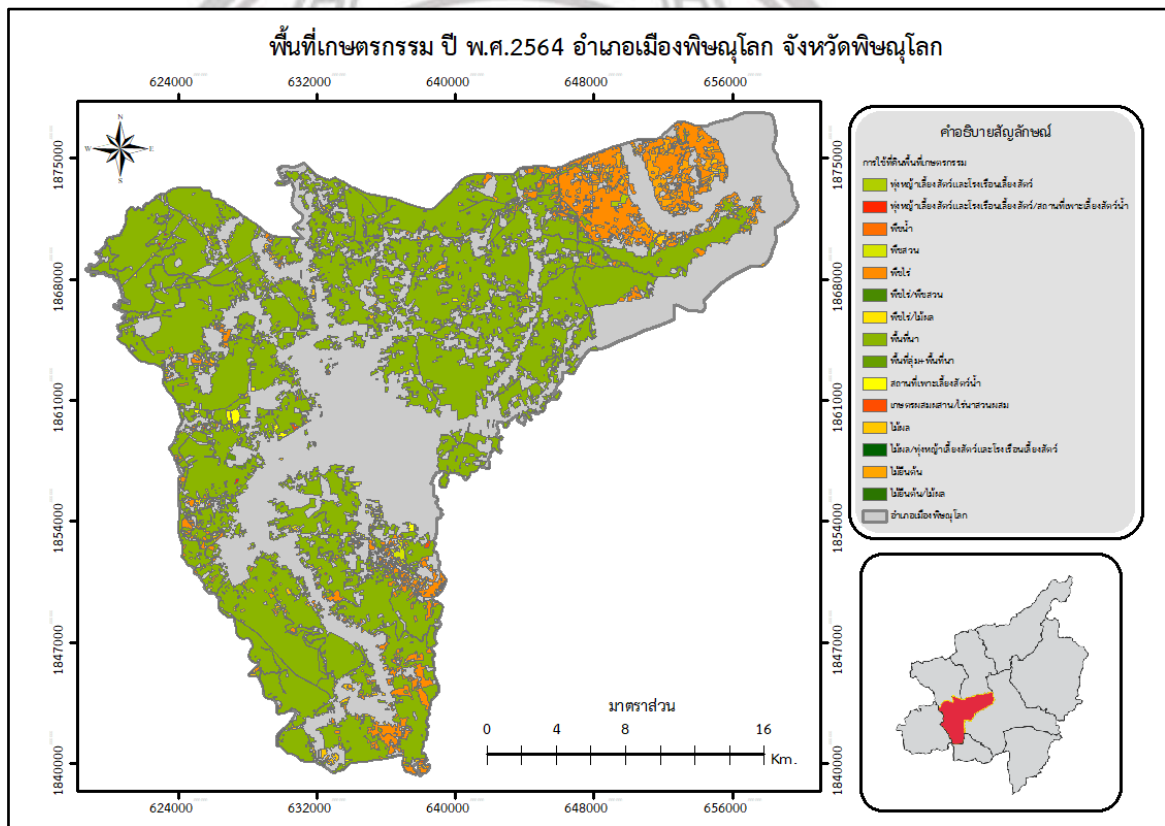 พื้นที่เกษตรกรรม ปี พ.ศ.2564 อำเภอเมืองพิษณุโลก จังหวัดพิษณุโลก
624000 632000 640000 648000 656000
N
W E
S
1875000 1875000
1868000 1868000
1861000 1861000
1854000 1854000
1847000 1847000
1840000 1840000
มาตราส่วน
0 4 8 16
Km.
624000 632000 640000 648000 656000
คำอธิบายสัญลักษณ์
การใช้ที่ดินพื้นที่เกษตรกรรม
ทุ่งหญ้าเลี้ยงสัตว์และโรงเรือนเลี้ยงสัตว์
ทุ่งหญ้าเลี้ยงสัตว์และโรงเรือนเลี้ยงสัตว์/สถานที่เพาะเลี้ยงสัตว์น้ำ
พืชน้ำ
พืชสวน
พืชไร่
พืชไร่/พืชสวน
พืชไร่/ไม้ผล
พื้นที่นา
พื้นที่ลุ่ม+พื้นที่นา
สถานที่เพาะเลี้ยงสัตว์น้ำ
เกษตรผสมผสาน/ไร่นาสวนผสม
ไม้ผล
ไม้ผล/ทุ่งหญ้าเลี้ยงสัตว์และโรงเรือนเลี้ยงสัตว์
ไม้ยืนต้น
ไม้ยืนต้น/ไม้ผล
อำเภอเมืองพิษณุโลก